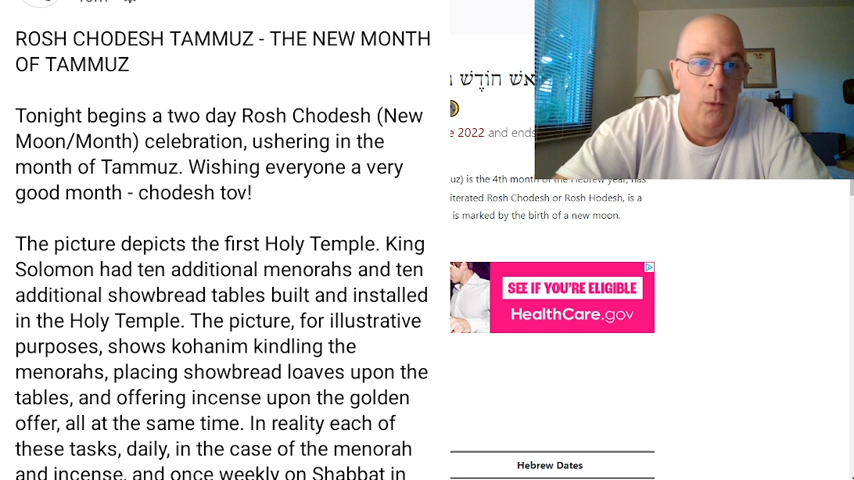 ROSH CHODESH TAMMUZ - THE NEW MONTH
OF TAMMUZ
Tonight begins a two day Rosh Chodesh (New
Moon/Month) celebration, ushering in the
month of Tammuz. Wishing everyone a very
good month - chodesh tov!
The picture depicts the first Holy Temple. King
Solomon had ten additional menorahs and ten
additional showbread tables built and installed
in the Holy Temple. The picture, for illustrative
purposes, shows kohanim kindling the
menorahs, placing showbread loaves upon the
tables, and offering incense upon the golden
offer, all at the same time. In reality each of
these tasks, daily, in the case of the menorah
and incense, and once weekly on Shabbat in
חוֹדֶשׁ
2022 and ends
is the 4th month of the Hebrew year, has
iterated Rosh Chodesh or Rosh Hodesh, is a
is marked by the birth of a new moon.
SEE IF YOU'RE ELIGIBLE
HealthCare.gov
Hebrew Dates